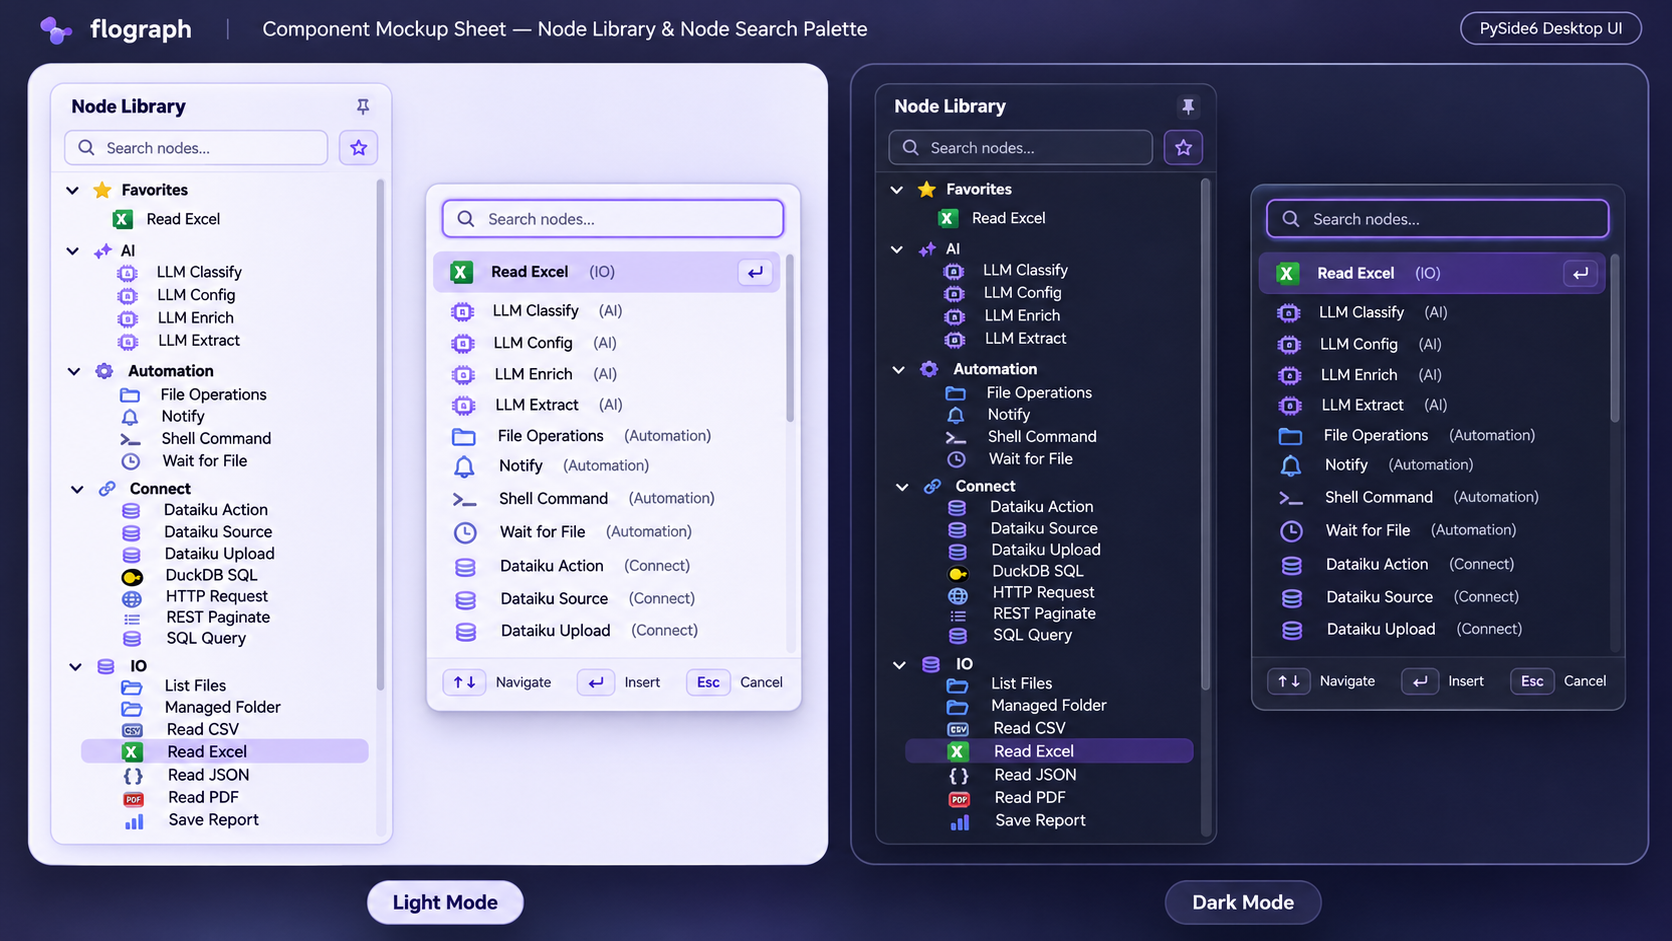 flograph
Component Mockup Sheet — Node Library & Node Search Palette
PySide6 Desktop UI
Node Library
Search nodes...
Favorites
Read Excel
AI
LLM Classify
LLM Config
LLM Enrich
LLM Extract
Automation
File Operations
Notify
Shell Command
Wait for File
Connect
Dataiku Action
Dataiku Source
Dataiku Upload
DuckDB SQL
HTTP Request
REST Paginate
SQL Query
IO
List Files
Managed Folder
CSV Read CSV
X Read Excel
{ } Read JSON
PDF Read PDF
Save Report
Search nodes...
X Read Excel (IO)
LLM Classify (AI)
LLM Config (AI)
LLM Enrich (AI)
LLM Extract (AI)
File Operations (Automation)
Notify (Automation)
Shell Command (Automation)
Wait for File (Automation)
Dataiku Action (Connect)
Dataiku Source (Connect)
Dataiku Upload (Connect)
↑↓ Navigate ↵ Insert Esc Cancel
Light Mode
Node Library
Search nodes...
Favorites
X Read Excel
AI
LLM Classify
LLM Config
LLM Enrich
LLM Extract
Automation
File Operations
Notify
Shell Command
Wait for File
Connect
Dataiku Action
Dataiku Source
Dataiku Upload
DuckDB SQL
HTTP Request
REST Paginate
SQL Query
IO
List Files
Managed Folder
CSV Read CSV
X Read Excel
{ } Read JSON
PDF Read PDF
Save Report
Search nodes...
X Read Excel (IO)
LLM Classify (AI)
LLM Config (AI)
LLM Enrich (AI)
LLM Extract (AI)
File Operations (Automation)
Notify (Automation)
Shell Command (Automation)
Wait for File (Automation)
Dataiku Action (Connect)
Dataiku Source (Connect)
Dataiku Upload (Connect)
↑↓ Navigate ↵ Insert Esc Cancel
Dark Mode